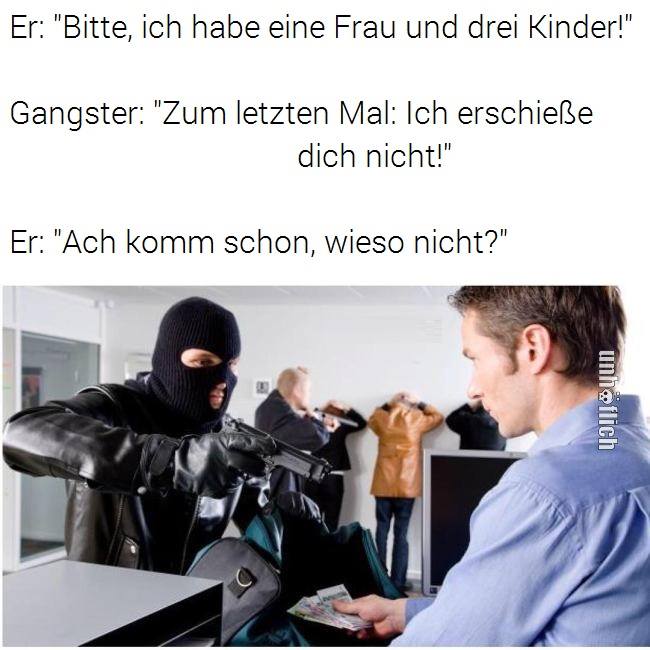 Er: "Bitte, ich habe eine Frau und drei Kinder!"
Gangster: "Zum letzten Mal: Ich erschieße
dich nicht!"
Er: "Ach komm schon, wieso nicht?"
unhöflich